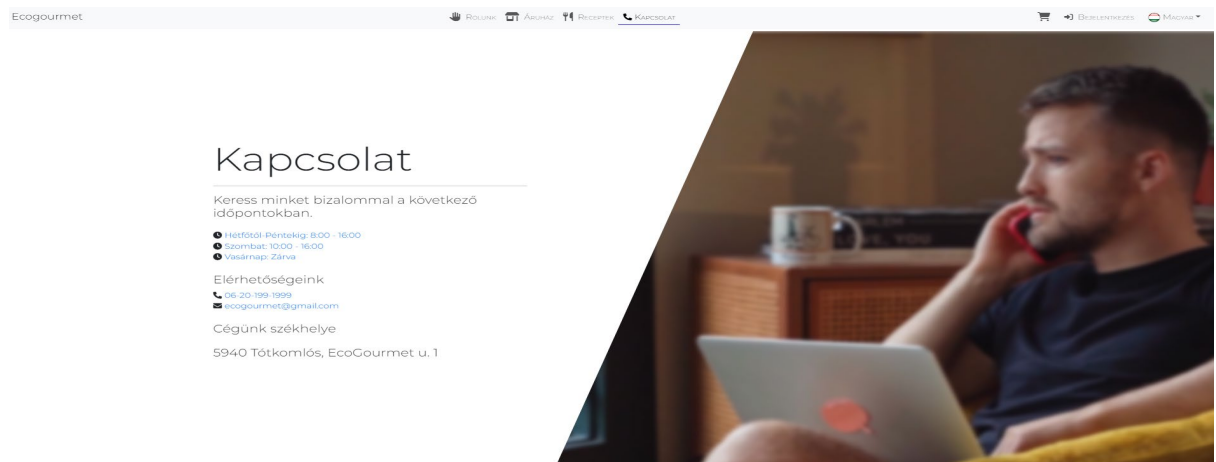 Ecogourmet
Rólunk Áruház Receptek Kapcsolat
Bejelentkezés Magyar
Kapcsolat
Keress minket bizalommal a következő
időpontokban.
Hétfőtől-Péntekig: 8:00 - 16:00
Szombat: 10:00 - 16:00
Vasárnap: Zárva
Elérhetőségeink
06-20-199-1999
ecogourmet@gmail.com
Cégünk székhelye
5940 Tótkomlós, EcoGourmet u. 1